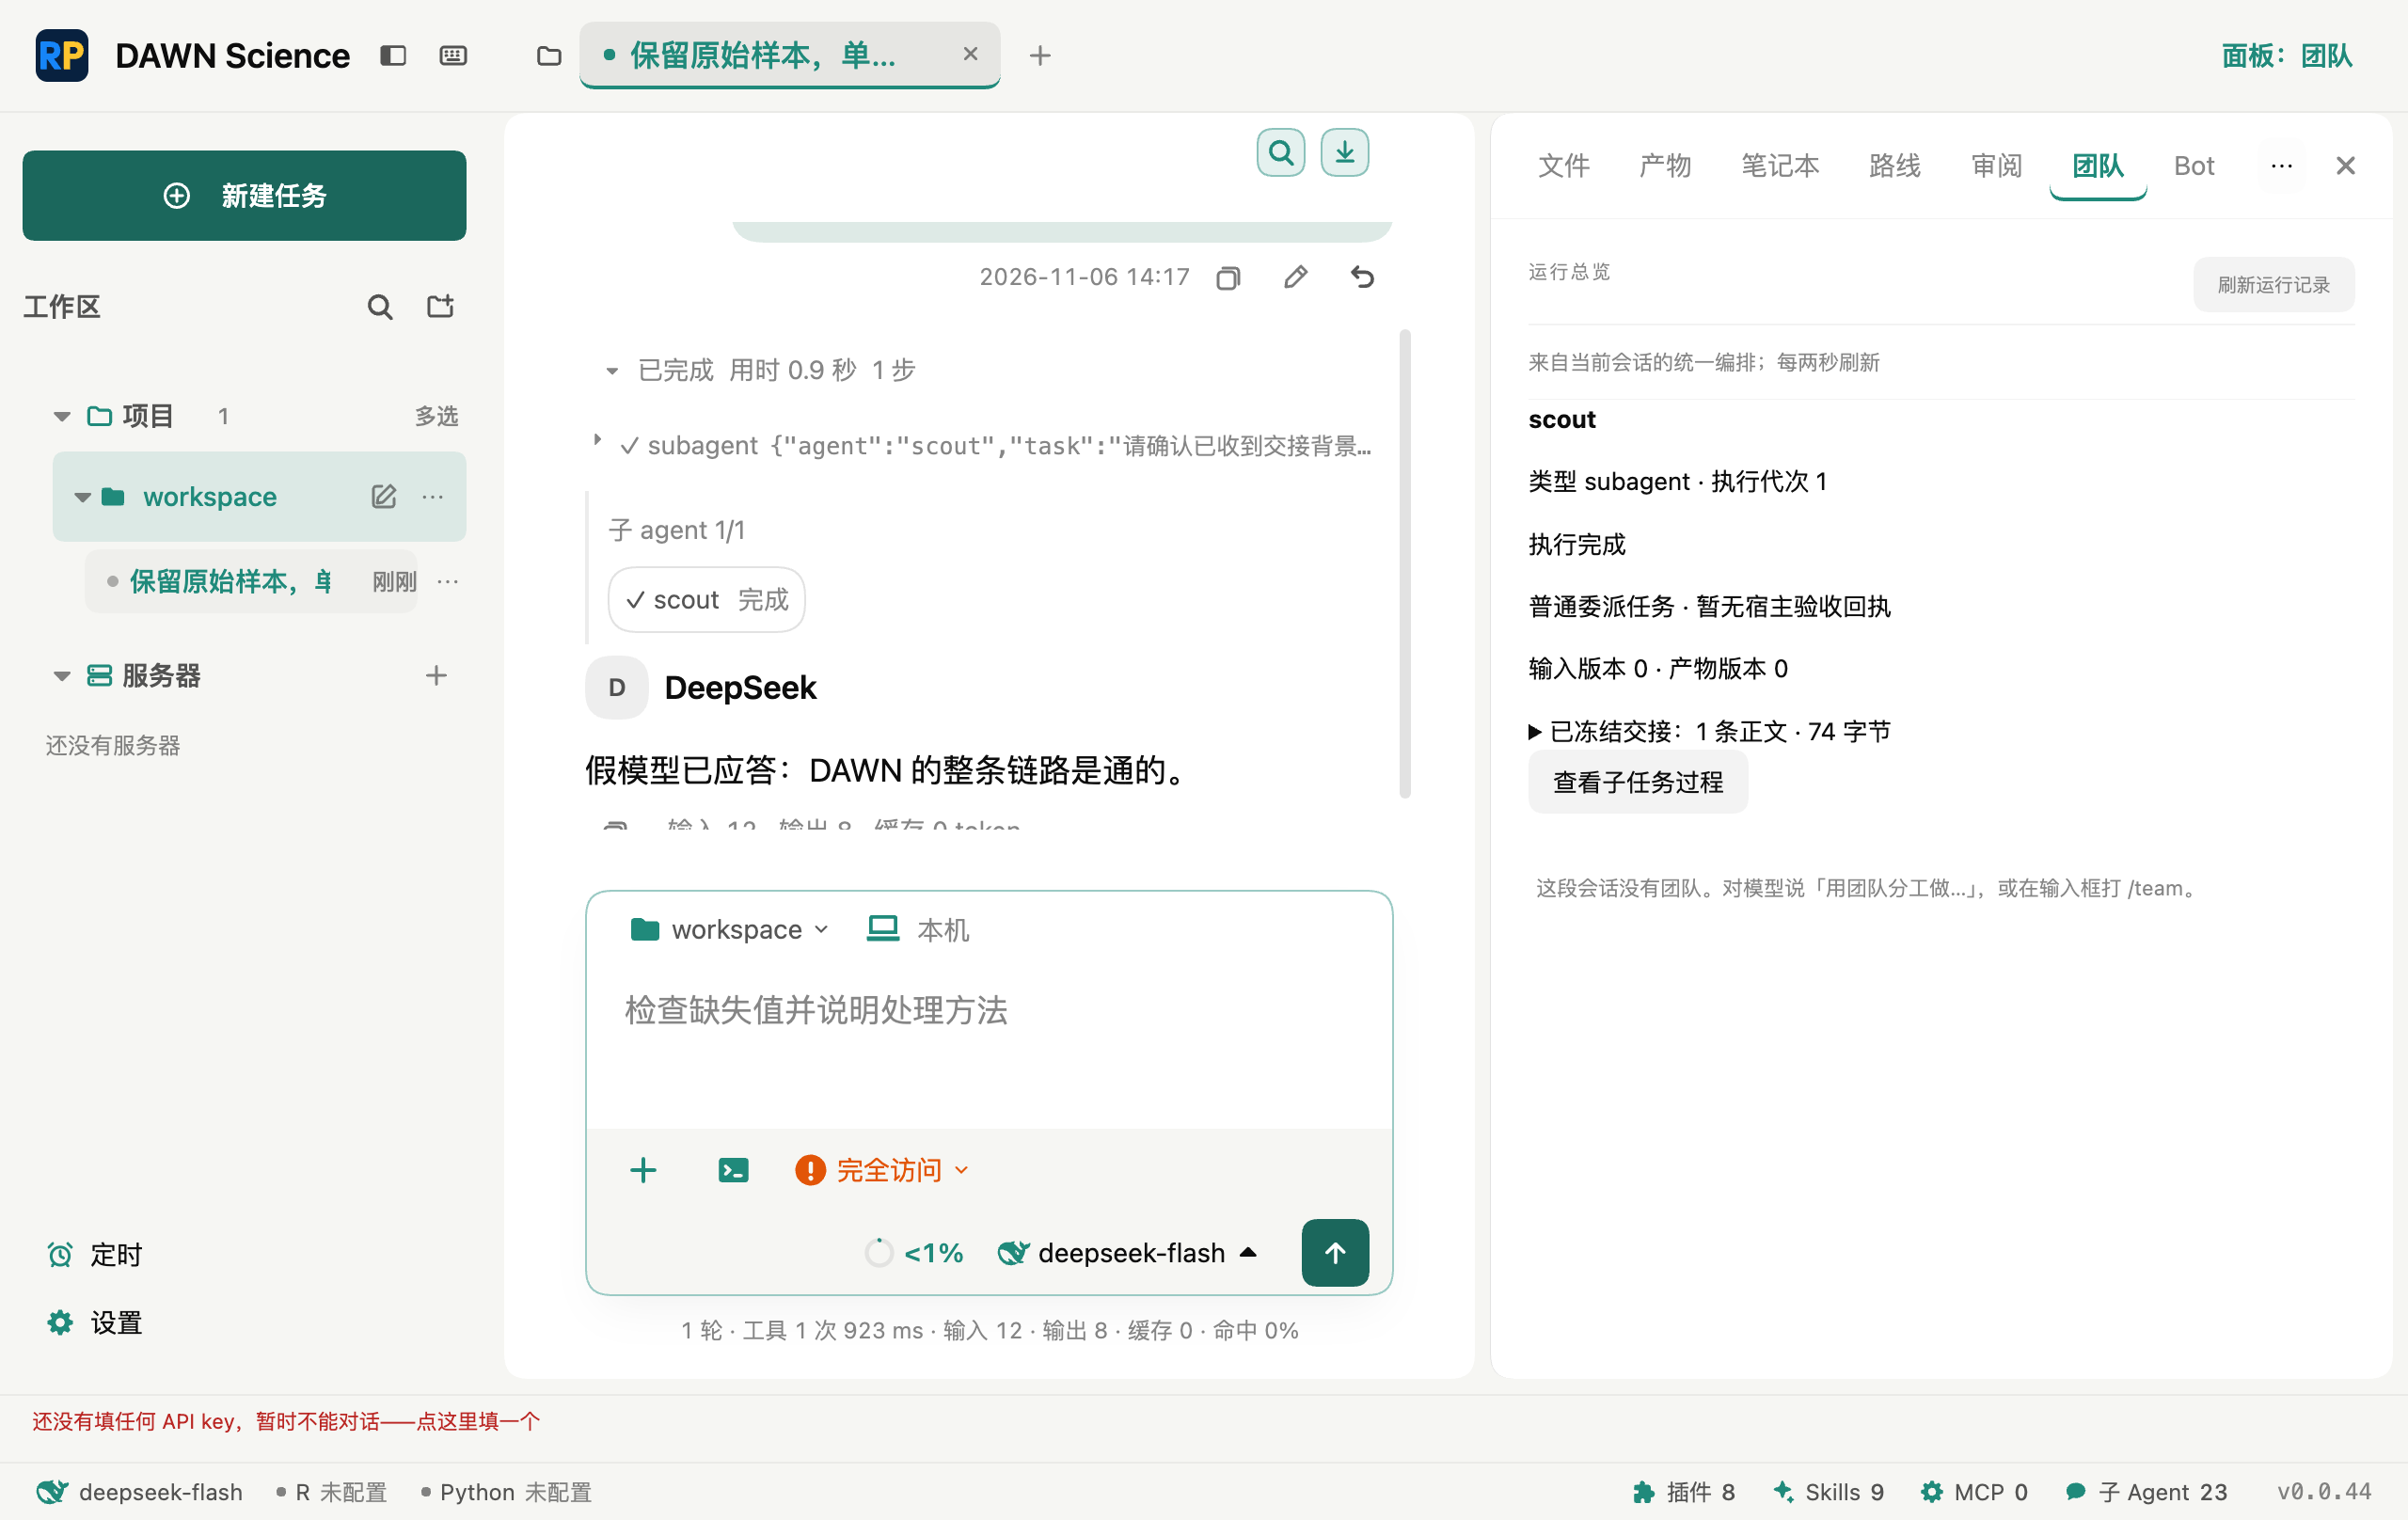 RP DAWN Science
保留原始样本，单...
面板：团队
新建任务
工作区
项目 1 多选
workspace
保留原始样本，单 刚刚
服务器
还没有服务器
定时
设置
2026-11-06 14:17
已完成 用时 0.9 秒 1 步
subagent {"agent":"scout","task":"请确认已收到交接背景…
子 agent 1/1
scout 完成
D DeepSeek
假模型已应答：DAWN 的整条链路是通的。
输入 12 · 输出 8 · 缓存 0 token
workspace 本机
检查缺失值并说明处理方法
完全访问
<1% deepseek-flash
1 轮 · 工具 1 次 923 ms · 输入 12 · 输出 8 · 缓存 0 · 命中 0%
文件 产物 笔记本 路线 审阅 团队 Bot
运行总览
刷新运行记录
来自当前会话的统一编排；每两秒刷新
scout
类型 subagent · 执行代次 1
执行完成
普通委派任务 · 暂无宿主验收回执
输入版本 0 · 产物版本 0
已冻结交接：1 条正文 · 74 字节
查看子任务过程
这段会话没有团队。对模型说「用团队分工做…」，或在输入框打 /team。
还没有填任何 API key，暂时不能对话——点这里填一个
deepseek-flash R 未配置 Python 未配置
插件 8 Skills 9 MCP 0 子 Agent 23 v0.0.44